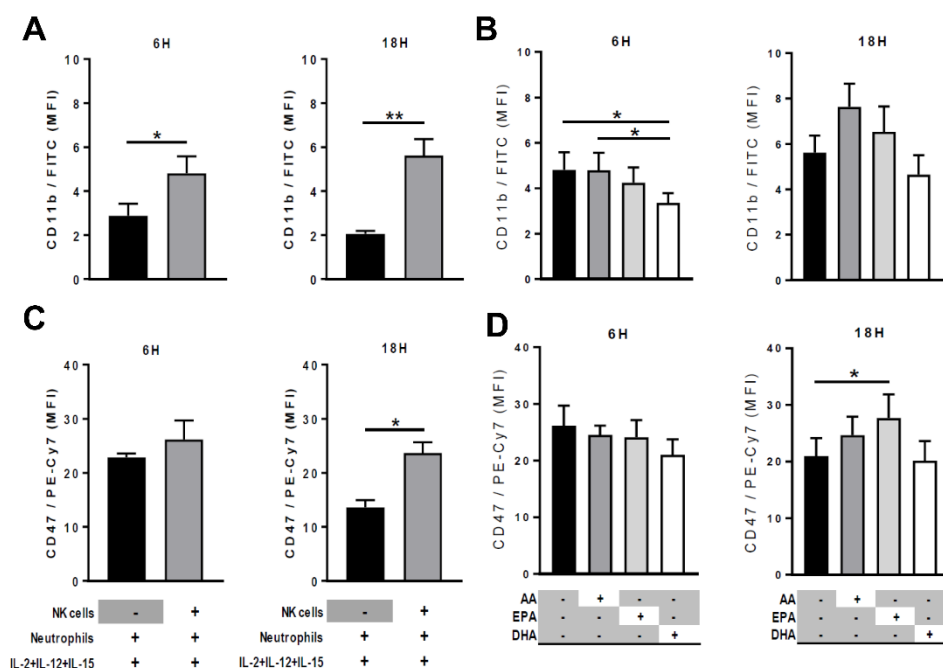 A
6H
CD11b / FITC (MFI)
10
8
6
4
2
0
*
18H
CD11b / FITC (MFI)
10
8
6
4
2
0
**
B
6H
CD11b / FITC (MFI)
10
8
6
4
2
0
*
*
18H
CD11b / FITC (MFI)
10
8
6
4
2
0
C
6H
CD47 / PE-Cy7 (MFI)
40
30
20
10
0
18H
CD47 / PE-Cy7 (MFI)
40
30
20
10
0
*
NK cells - +
Neutrophils + +
IL-2+IL-12+IL-15 + +
NK cells - +
Neutrophils + +
IL-2+IL-12+IL-15 + +
D
6H
CD47 / PE-Cy7 (MFI)
40
30
20
10
0
18H
CD47 / PE-Cy7 (MFI)
40
30
20
10
0
*
AA - + - -
EPA - - + -
DHA - - - +
AA - + - -
EPA - - + -
DHA - - - +